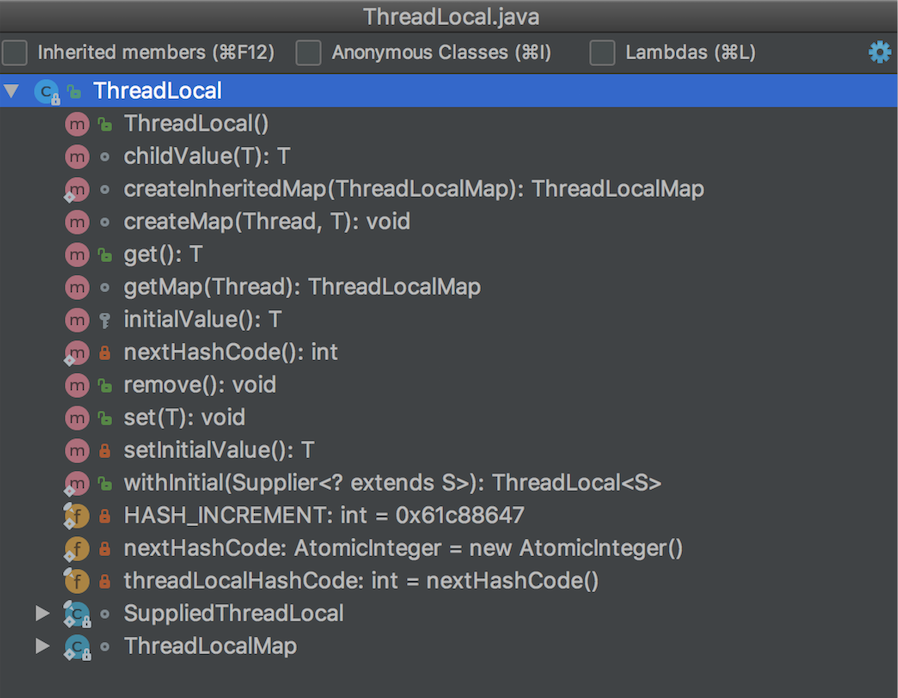 ThreadLocal.java
Inherited members (⌘F12) Anonymous Classes (⌘I) Lambdas (⌘L)
C ThreadLocal
m ThreadLocal()
m childValue(T): T
m createInheritedMap(ThreadLocalMap): ThreadLocalMap
m createMap(Thread, T): void
m get(): T
m getMap(Thread): ThreadLocalMap
m initialValue(): T
m nextHashCode(): int
m remove(): void
m set(T): void
m setInitialValue(): T
m withInitial(Supplier<? extends S>): ThreadLocal<S>
f HASH_INCREMENT: int = 0x61c88647
f nextHashCode: AtomicInteger = new AtomicInteger()
f threadLocalHashCode: int = nextHashCode()
C SuppliedThreadLocal
C ThreadLocalMap